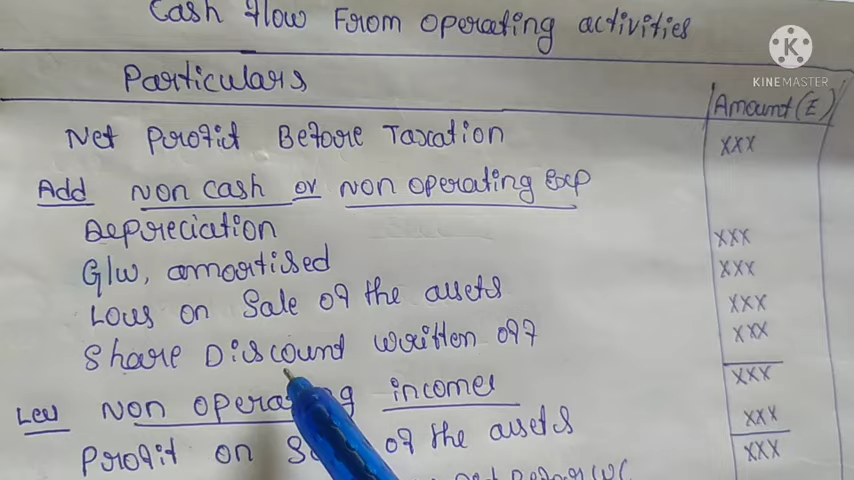 Cash flow From operating activities
K
KINEMASTER
Particulars
Amount (₹)
Net Profit Before Taxation xxx
Add Non cash or Non operating Exp
Depreciation xxx
G/w, amortised xxx
Loss on Sale of the assets xxx
Share Discount written off xxx
xxx
Less Non operating incomes
xxx
Profit on of the assets xxx